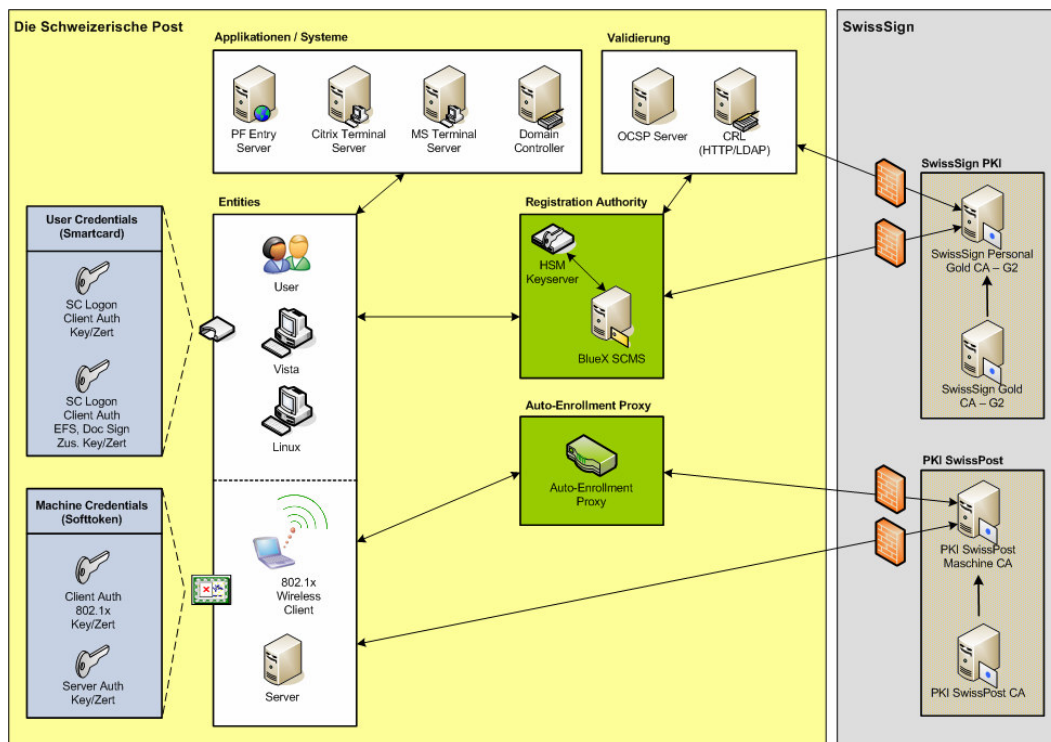 Die Schweizerische Post
SwissSign
Applikationen / Systeme
PF Entry
Server
Citrix Terminal
Server
MS Terminal
Server
Domain
Controller
Validierung
OCSP Server
CRL
(HTTP/LDAP)
User Credentials
(Smartcard)
SC Logon
Client Auth
Key/Zert
SC Logon
Client Auth
EFS, Doc Sign
Zus. Key/Zert
Machine Credentials
(Softtoken)
Client Auth
802.1x
Key/Zert
Server Auth
Key/Zert
Entities
User
Vista
Linux
802.1x
Wireless
Client
Server
Registration Authority
HSM
Keyserver
BlueX SCMS
Auto-Enrollment Proxy
Auto-Enrollment
Proxy
SwissSign PKI
SwissSign Personal
Gold CA – G2
SwissSign Gold
CA – G2
PKI SwissPost
PKI SwissPost
Maschine CA
PKI SwissPost CA